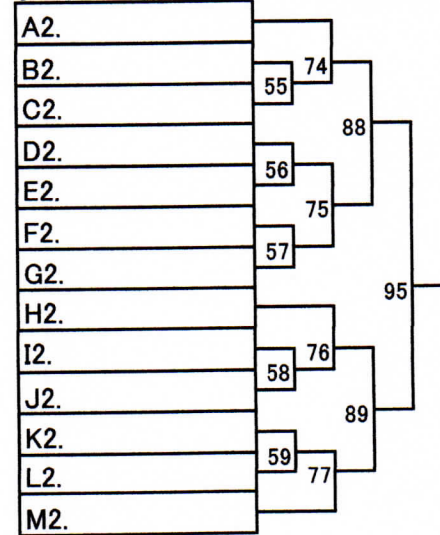 A2.
74
B2.
55
C2.
88
D2.
56
E2.
75
F2.
57
G2.
95
H2.
76
I2.
58
J2.
89
K2.
59
L2.
77
M2.